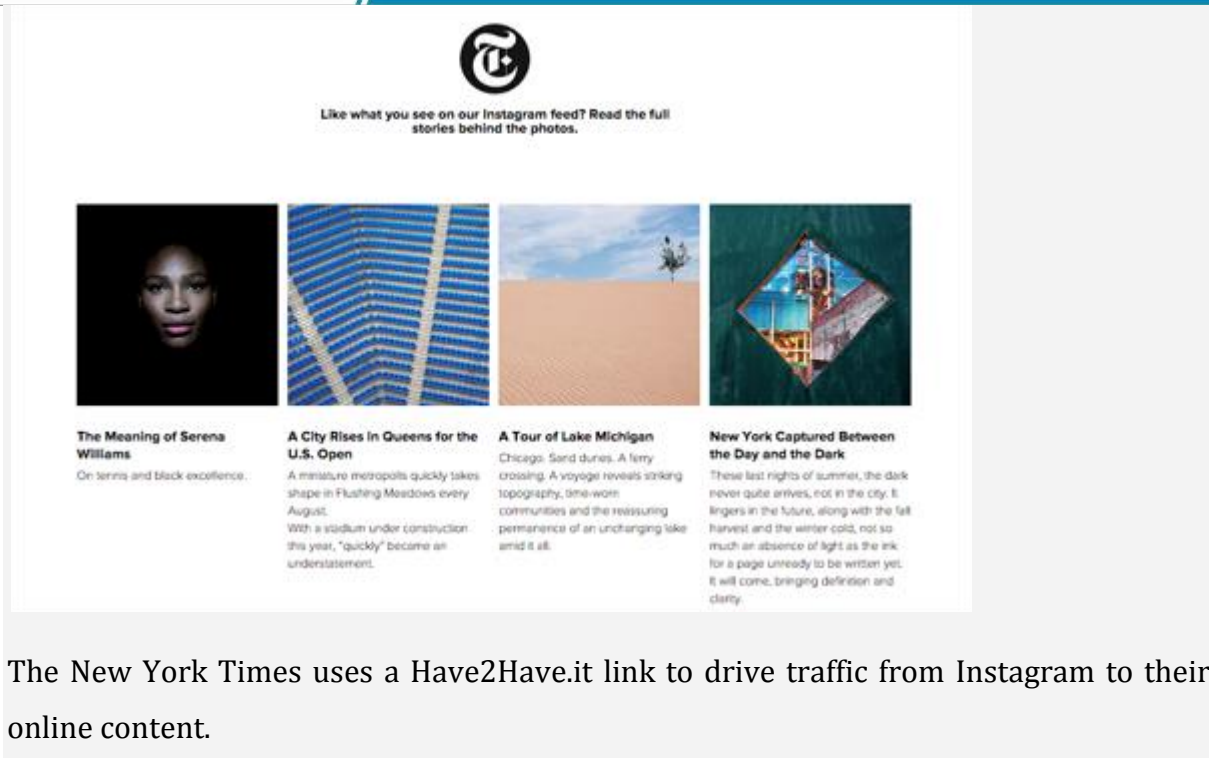 Like what you see on our Instagram feed? Read the full
stories behind the photos.
The Meaning of Serena
Williams
On tennis and black excellence.
A City Rises in Queens for the
U.S. Open
A miniature metropolis quickly takes
shape in Flushing Meadows every
August.
With a stadium under construction
this year, "quickly" became an
understatement.
A Tour of Lake Michigan
Chicago. Sand dunes. A ferry
crossing. A voyage reveals striking
topography, time-worn
communities and the reassuring
permanence of an unchanging lake
amid it all.
New York Captured Between
the Day and the Dark
These last nights of summer, the dark
never quite arrives, not in the city. It
lingers in the future, along with the fall
harvest and the winter cold, not so
much an absence of light as the ink
for a page unready to be written yet.
It will come, bringing definition and
clarity.
The New York Times uses a Have2Have.it link to drive traffic from Instagram to their
online content.